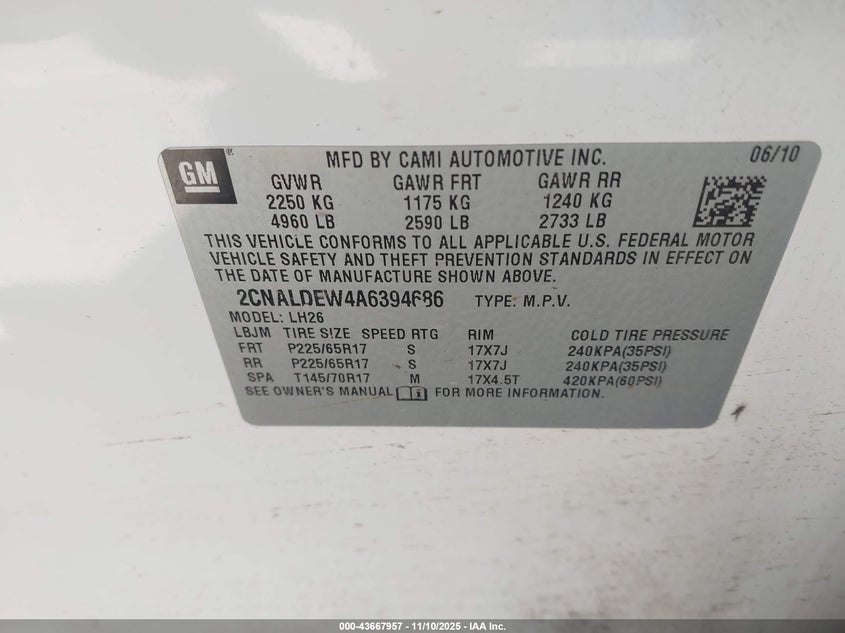 GM ®
MFD BY CAMI AUTOMOTIVE INC. 06/10
GVWR GAWR FRT GAWR RR
2250 KG 1175 KG 1240 KG
4960 LB 2590 LB 2733 LB
THIS VEHICLE CONFORMS TO ALL APPLICABLE U.S. FEDERAL MOTOR
VEHICLE SAFETY AND THEFT PREVENTION STANDARDS IN EFFECT ON
THE DATE OF MANUFACTURE SHOWN ABOVE.
2CNALDEW4A6394686 TYPE: M.P.V.
MODEL: LH26
LBJM TIRE SIZE SPEED RTG RIM COLD TIRE PRESSURE
FRT P225/65R17 S 17X7J 240KPA(35PSI)
RR P225/65R17 S 17X7J 240KPA(35PSI)
SPA T145/70R17 M 17X4.5T 420KPA(60PSI)
SEE OWNER'S MANUAL FOR MORE INFORMATION.
000-43667957 - 11/10/2025 - IAA Inc.